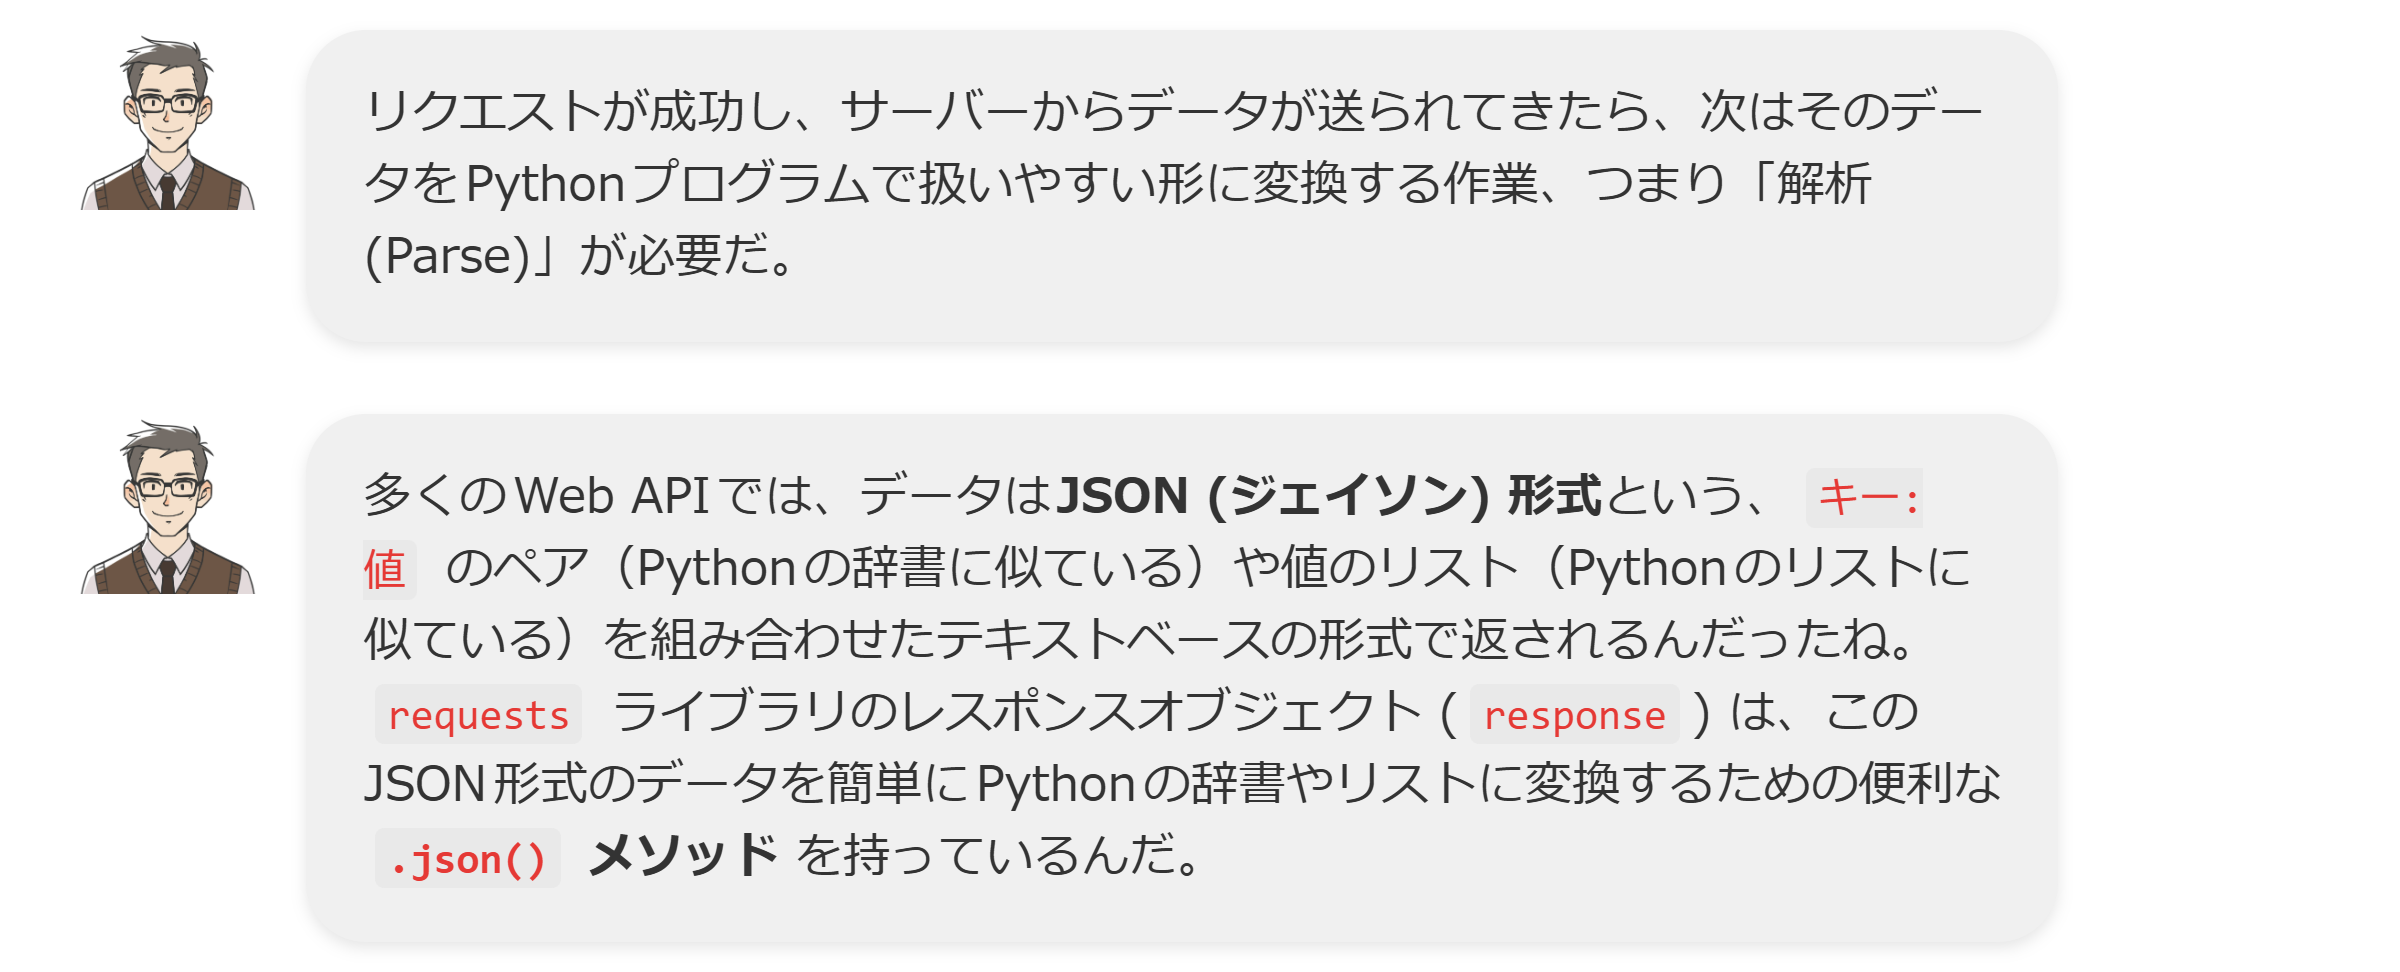 リクエストが成功し、サーバーからデータが送られてきたら、次はそのデー
タをPythonプログラムで扱いやすい形に変換する作業、つまり「解析
(Parse)」が必要だ。
多くのWeb APIでは、データはJSON (ジェイソン) 形式という、 キー:
値 のペア（Pythonの辞書に似ている）や値のリスト（Pythonのリストに
似ている）を組み合わせたテキストベースの形式で返されるんだったね。
requests ライブラリのレスポンスオブジェクト ( response ) は、この
JSON形式のデータを簡単にPythonの辞書やリストに変換するための便利な
.json() メソッド を持っているんだ。